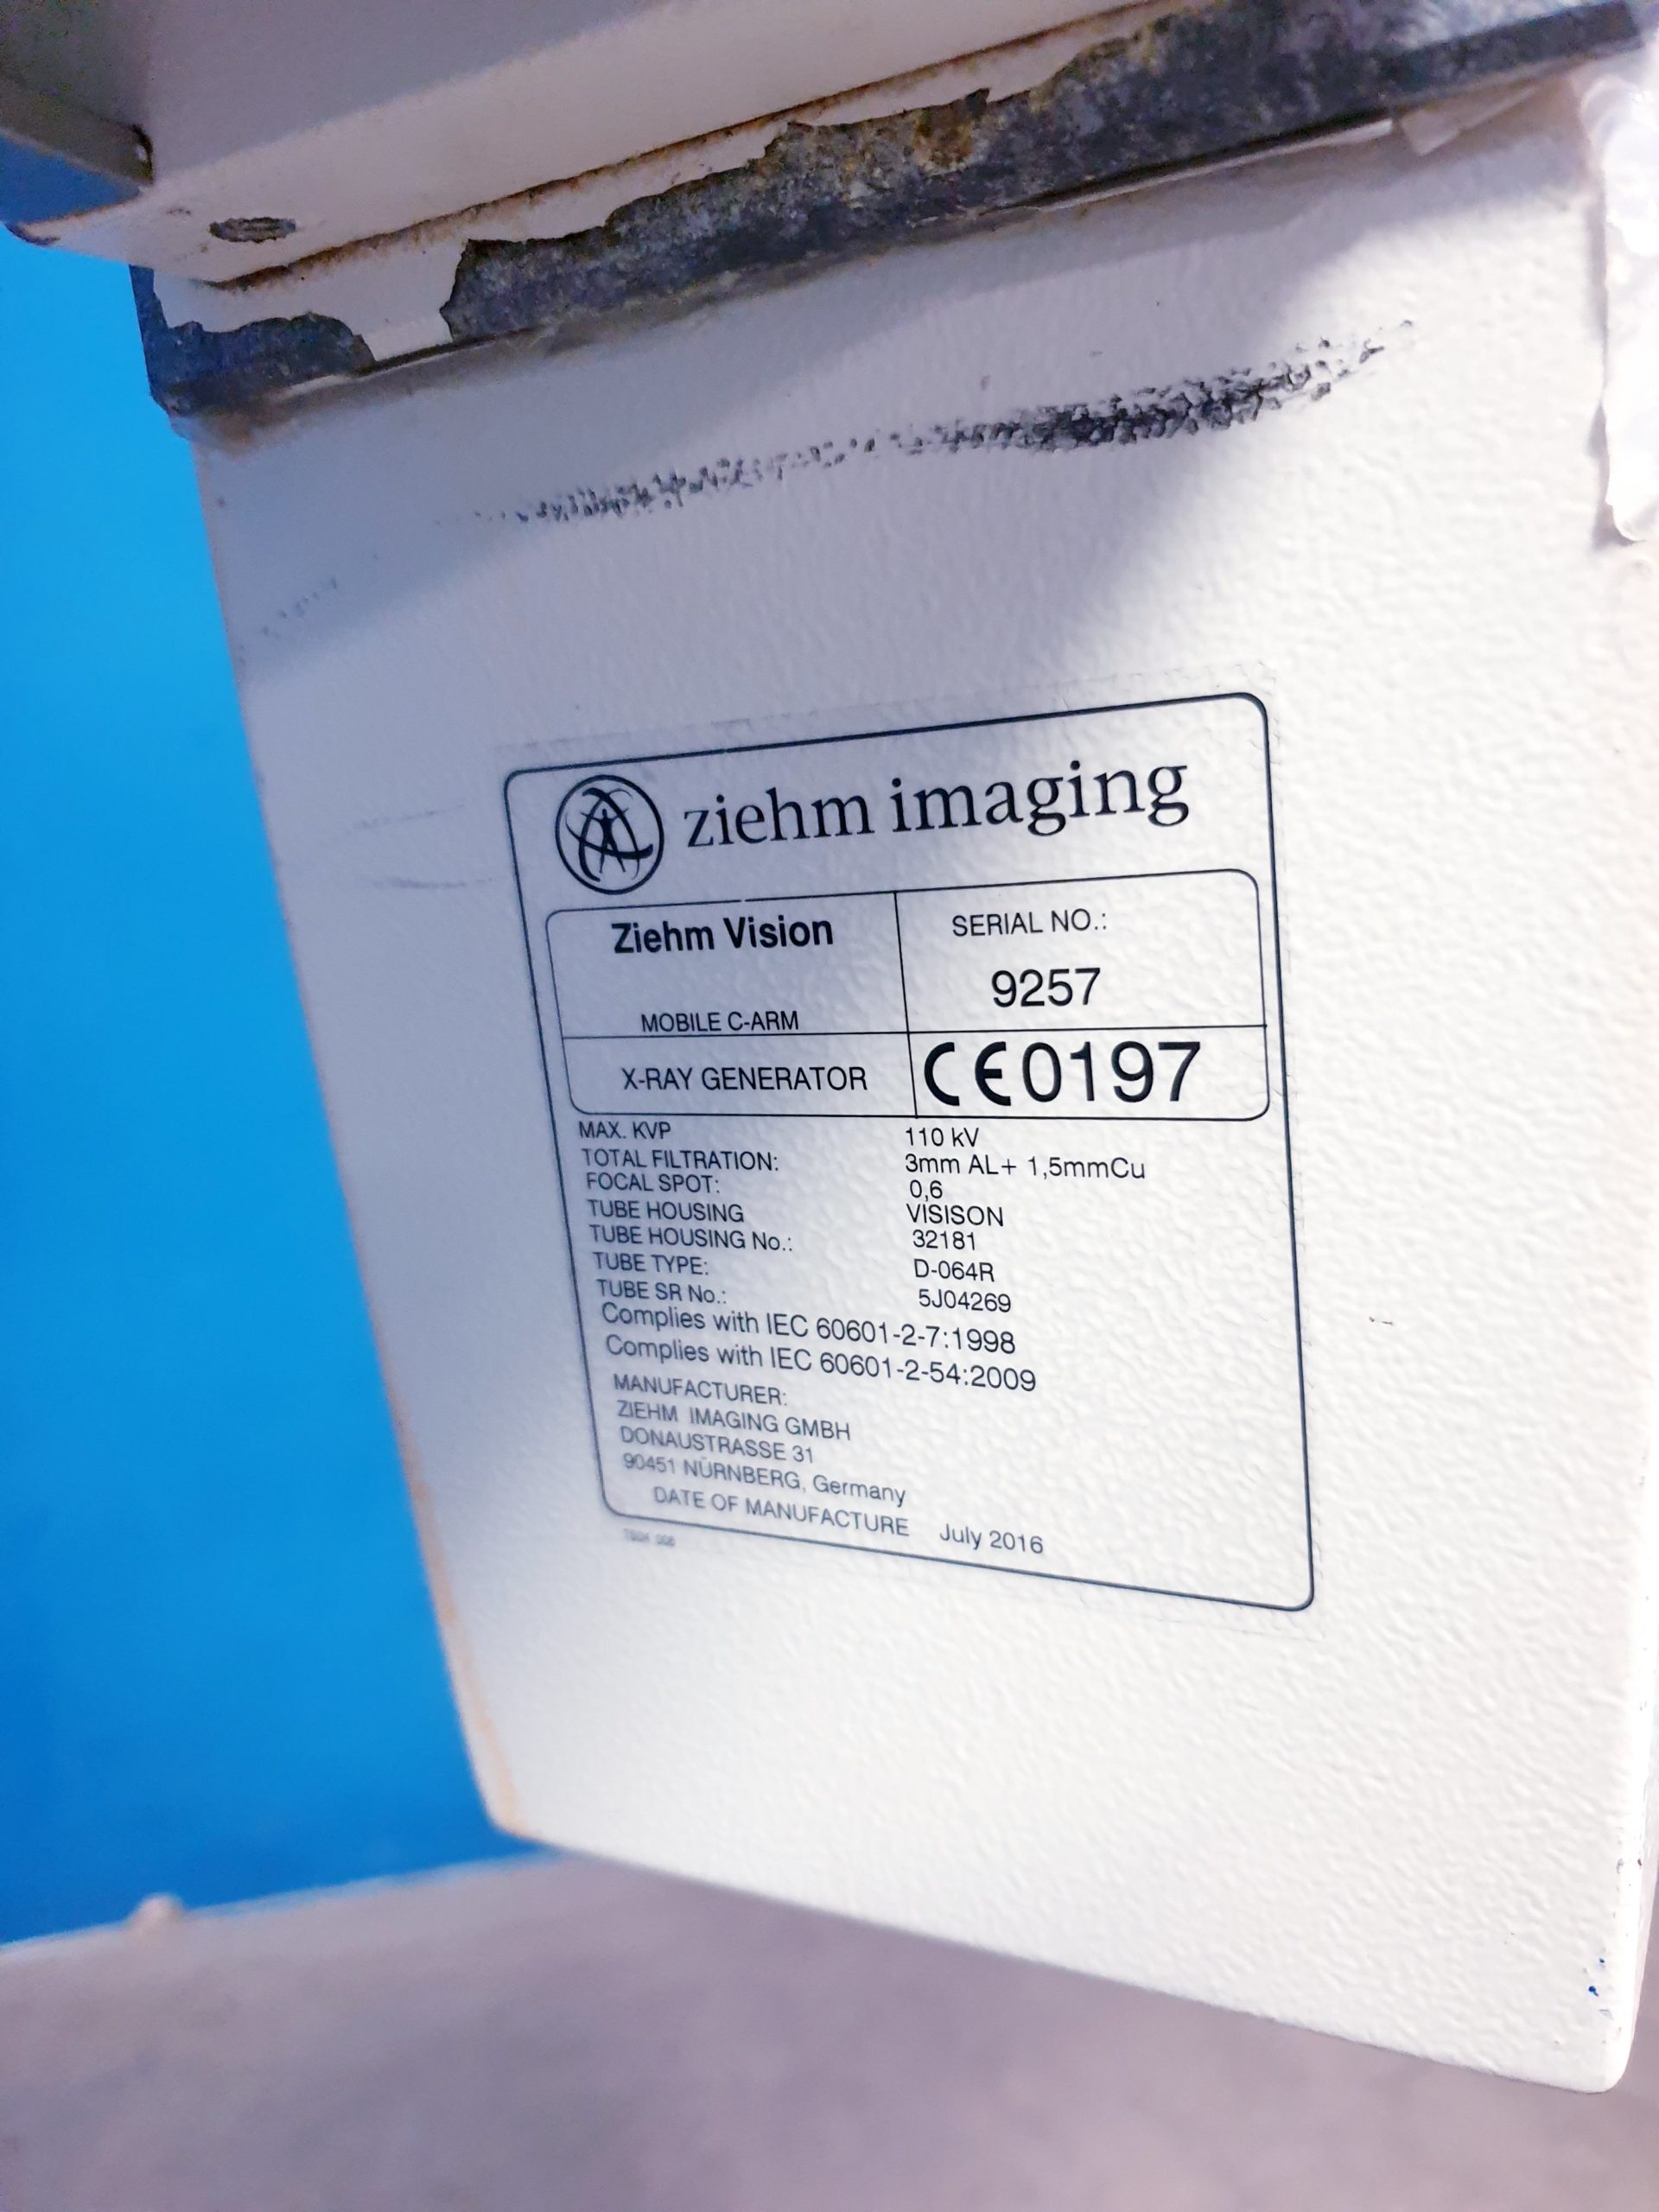 ziehm imaging
Ziehm Vision
MOBILE C-ARM
SERIAL NO.:
9257
X-RAY GENERATOR
CE0197
MAX. KVP 110 kV
TOTAL FILTRATION: 3mm AL+ 1,5mmCu
FOCAL SPOT: 0,6
TUBE HOUSING VISISON
TUBE HOUSING No.: 32181
TUBE TYPE: D-064R
TUBE SR No.: 5J04269
Complies with IEC 60601-2-7:1998
Complies with IEC 60601-2-54:2009
MANUFACTURER:
ZIEHM IMAGING GMBH
DONAUSTRASSE 31
90451 NÜRNBERG, Germany
DATE OF MANUFACTURE July 2016